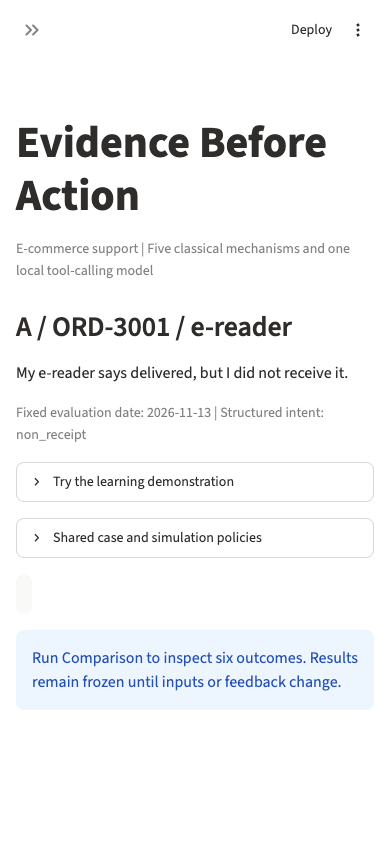 Deploy
Evidence Before
Action
E-commerce support | Five classical mechanisms and one
local tool-calling model
A / ORD-3001 / e-reader
My e-reader says delivered, but I did not receive it.
Fixed evaluation date: 2026-11-13 | Structured intent:
non_receipt
Try the learning demonstration
Shared case and simulation policies
Run Comparison to inspect six outcomes. Results
remain frozen until inputs or feedback change.